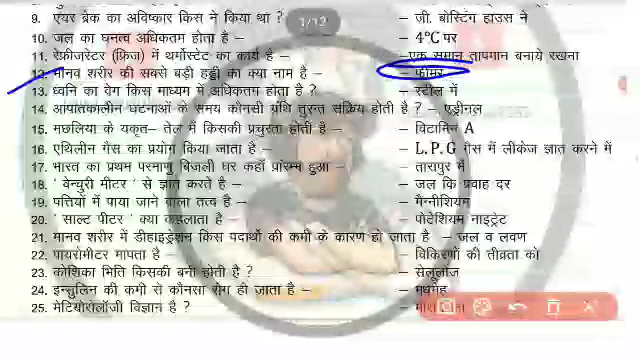 9. एयर ब्रेक का अविष्कार किस ने किया था ? – जी. बोस्टिंग हाउस ने
10. जल का घनत्व अधिकतम होता है – – 4°C पर
11. रेफ्रीजरेटर (फ्रिज) में थर्मोस्टेट का कार्य है – –एक समान तापमान बनाये रखना
12. मानव शरीर की सबसे बड़ी हड्डी का क्या नाम है – – फीमर
13. ध्वनि का वेग किस माध्यम में अधिकतम होता है ? – स्टील में
14. आपातकालीन घटनाओं के समय कौनसी ग्रंथि तुरन्त सक्रिय होती है ? – एड्रीनल
15. मछलिया के यकृत– तेल में किसकी प्रचुरता होती – – विटामिन A
16. एथिलीन गैस का प्रयोग किया जाता है – – L.P.G गैस में लीकेज ज्ञात करने में
17. भारत का प्रथम परमाणु बिजली घर कहाँ प्रारम्भ हुआ – – तारापुर में
18. ' वेन्चुरी मीटर ' से ज्ञात करते है – – जल कि प्रवाह दर
19. पत्तियों में पाया जाने वाला तत्व है – – मैग्नीशियम
20. ' साल्ट पीटर ' क्या कहलाता है – – पोटेशियम नाइट्रेट
21. मानव शरीर में डीहाइड्रेशन किस पदार्थो की कमी के कारण हो जाता है – जल व लवण
22. पायरोमीटर मापता है – – विकिरणों की तीव्रता को
23. कोशिका भिति किसकी बनी होती है ? – सेलूलोज
24. इन्सुलिन की कमी से कौनसा रोग हो जाता है – – मधुमेह
25. मेटियोरोलॉजी विज्ञान है ? –
1/12